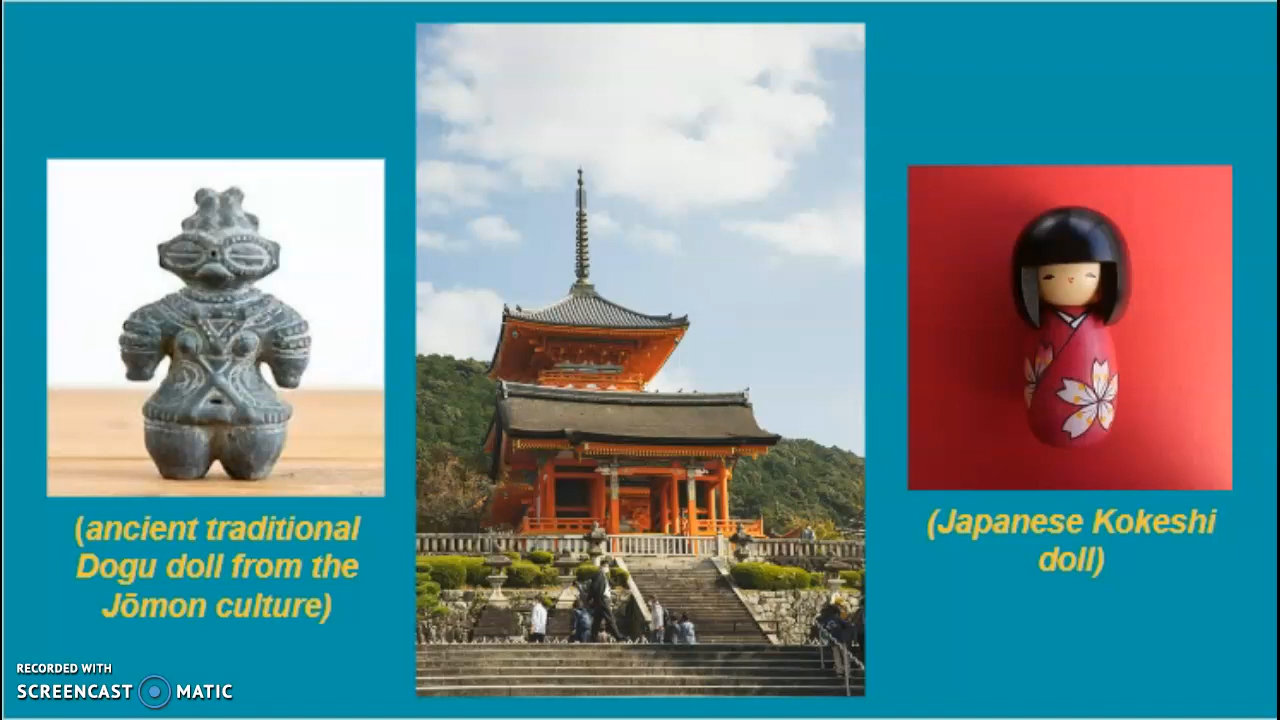 (ancient traditional
Dogu doll from the
Jōmon culture)
(Japanese Kokeshi
doll)
RECORDED WITH
SCREENCAST MATIC